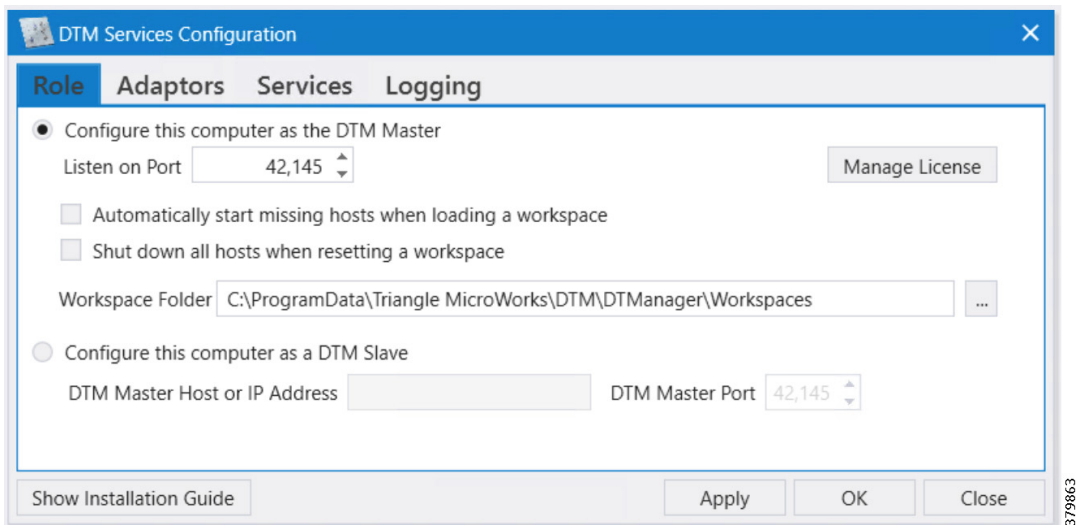 DTM Services Configuration
Role Adaptors Services Logging
Configure this computer as the DTM Master
Listen on Port 42,145 Manage License
Automatically start missing hosts when loading a workspace
Shut down all hosts when resetting a workspace
Workspace Folder C:\ProgramData\Triangle MicroWorks\DTM\DTManager\Workspaces ...
Configure this computer as a DTM Slave
DTM Master Host or IP Address DTM Master Port 42,145
Show Installation Guide Apply OK Close
379863